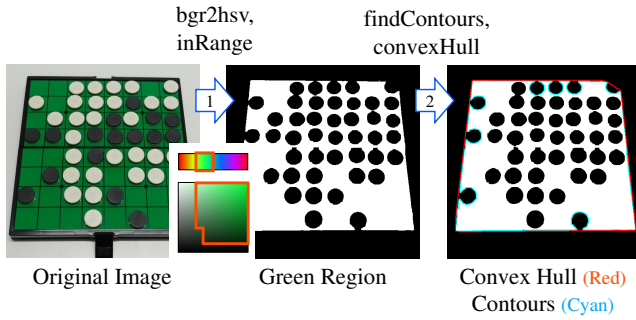 bgr2hsv,
inRange
findContours,
convexHull
1
2
Original Image
Green Region
Convex Hull (Red)
Contours (Cyan)